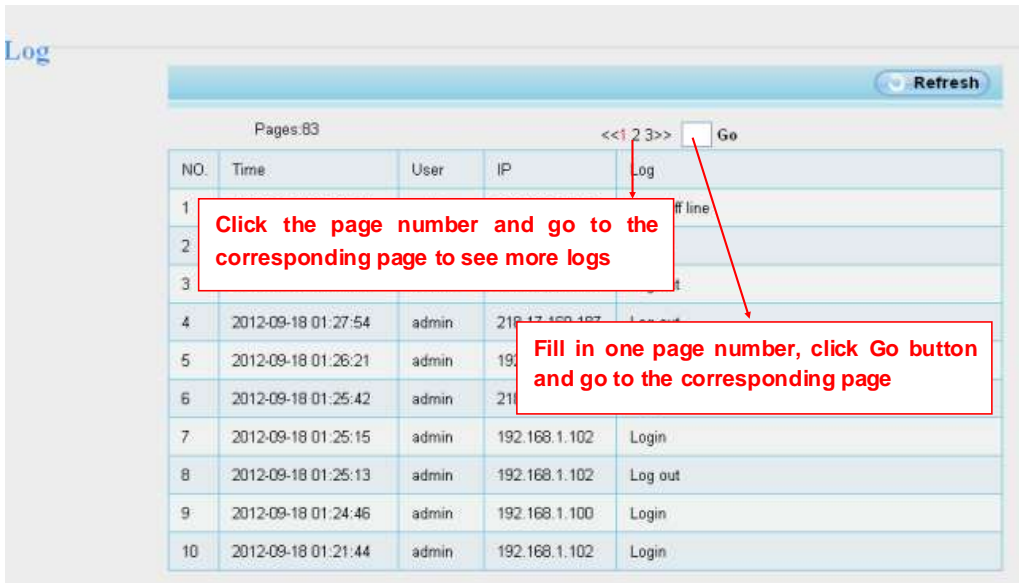 Log
Refresh
Pages:83 <<1 2 3>> Go
NO. Time User IP Log
1 ff line
Click the page number and go to the
2
corresponding page to see more logs
3
4 2012-09-18 01:27:54 admin
Fill in one page number, click Go button
5 2012-09-18 01:26:21 admin
and go to the corresponding page
6 2012-09-18 01:25:42 admin
7 2012-09-18 01:25:15 admin 192.168.1.102 Login
8 2012-09-18 01:25:13 admin 192.168.1.102 Log out
9 2012-09-18 01:24:46 admin 192.168.1.100 Login
10 2012-09-18 01:21:44 admin 192.168.1.102 Login